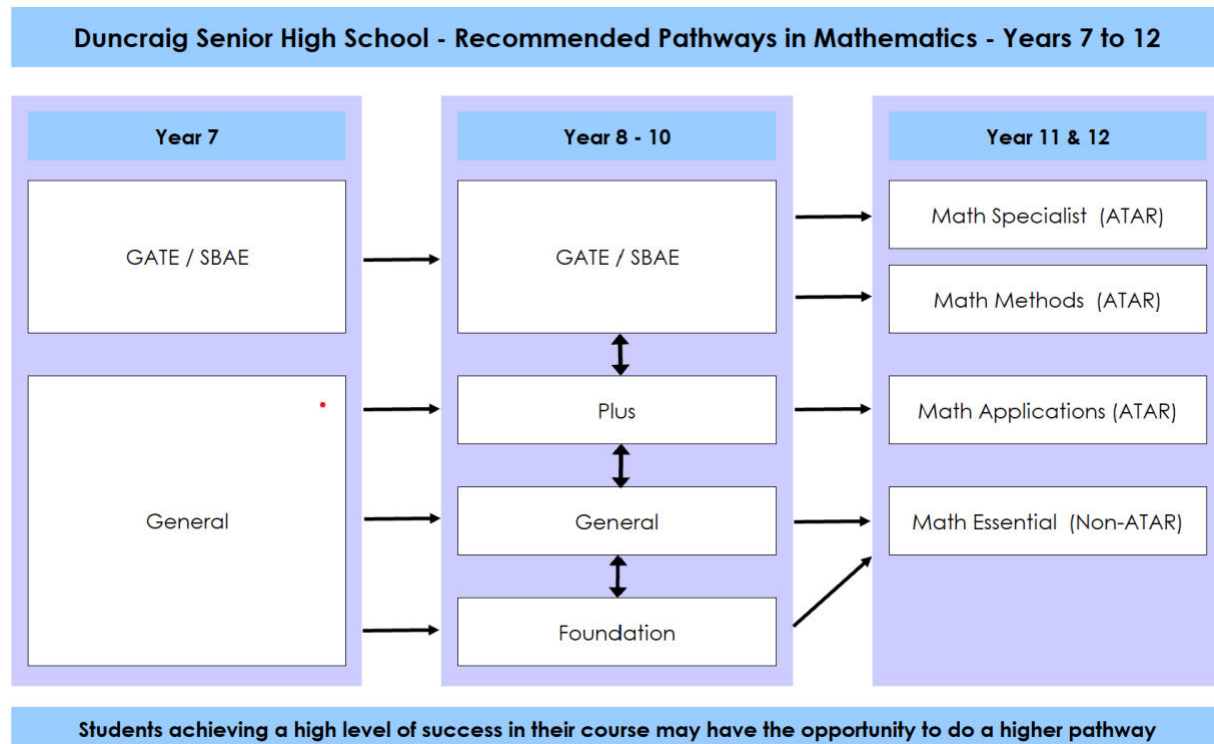 Duncraig Senior High School - Recommended Pathways in Mathematics - Years 7 to 12
Year 7
GATE / SBAE
General
Year 8 - 10
GATE / SBAE
Plus
General
Foundation
Year 11 & 12
Math Specialist (ATAR)
Math Methods (ATAR)
Math Applications (ATAR)
Math Essential (Non-ATAR)
Students achieving a high level of success in their course may have the opportunity to do a higher pathway